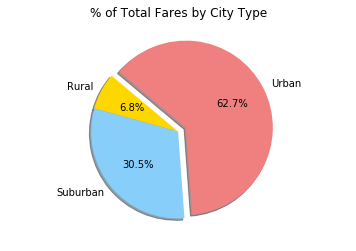 % of Total Fares by City Type
Urban
62.7%
Rural
6.8%
30.5%
Suburban